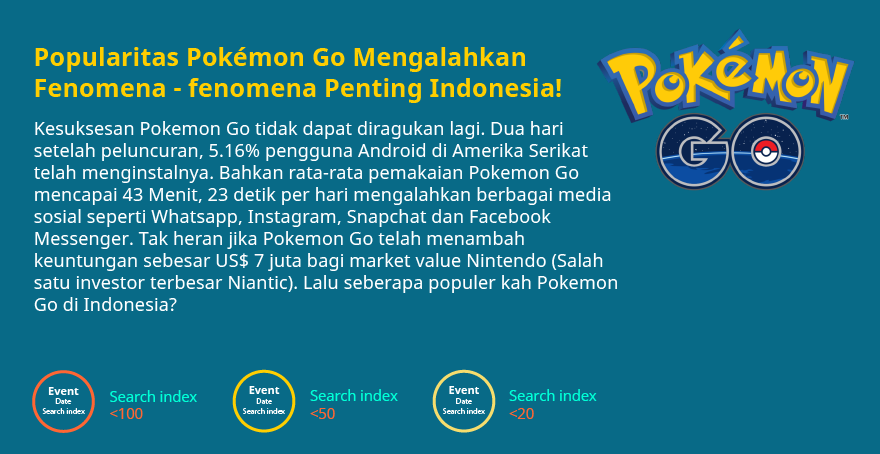 Popularitas Pokémon Go Mengalahkan
Fenomena - fenomena Penting Indonesia!
POKéMON
™
GO
Kesuksesan Pokemon Go tidak dapat diragukan lagi. Dua hari
setelah peluncuran, 5.16% pengguna Android di Amerika Serikat
telah menginstalnya. Bahkan rata-rata pemakaian Pokemon Go
mencapai 43 Menit, 23 detik per hari mengalahkan berbagai media
sosial seperti Whatsapp, Instagram, Snapchat dan Facebook
Messenger. Tak heran jika Pokemon Go telah menambah
keuntungan sebesar US$ 7 juta bagi market value Nintendo (Salah
satu investor terbesar Niantic). Lalu seberapa populer kah Pokemon
Go di Indonesia?
Event
Date
Search index
Search index
<100
Event
Date
Search index
Search index
<50
Event
Date
Search index
Search index
<20